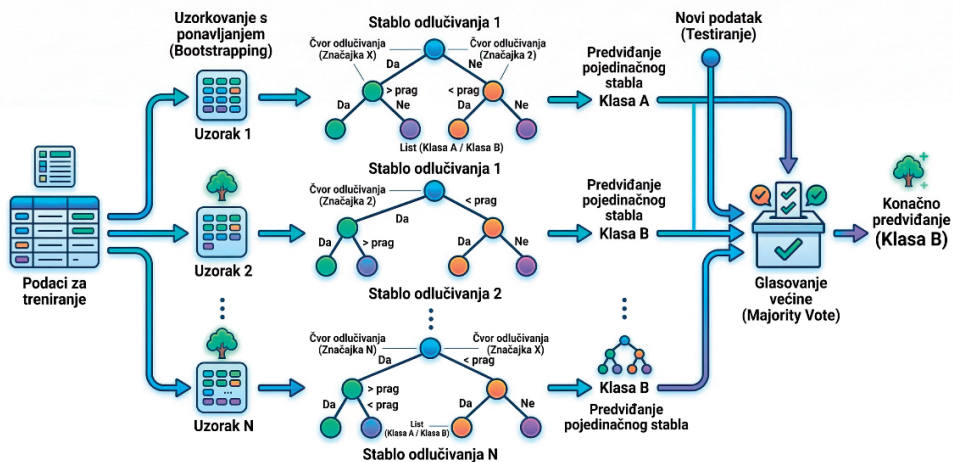 Uzorkovanje s
ponavljanjem
(Bootstrapping)
Uzorak 1
Uzorak 2
Uzorak N
...
Podaci za
treniranje
Stablo odlučivanja 1
Čvor odlučivanja
(Značajka X)
Čvor odlučivanja
(Značajka 2)
Da
Ne
> prag
< prag
Da
Ne
Da
Ne
List (Klasa A / Klasa B)
Stablo odlučivanja 1
Čvor odlučivanja
(Značajka 2)
Da
< prag
Da
> prag
Da
Ne
Stablo odlučivanja 2
Čvor odlučivanja
(Značajka N)
Čvor odlučivanja
(Značajka X)
Da
< prag
> prag
Da
< prag
Da
Ne
List
(Klasa A / Klasa B)
Stablo odlučivanja N
Predviđanje
pojedinačnog
stabla
Klasa A
Predviđanje
pojedinačnog
stabla
Klasa B
Klasa B
Predviđanje
pojedinačnog stabla
Novi podatak
(Testiranje)
Glasovanje
većine
(Majority Vote)
Konačno
predviđanje
(Klasa B)